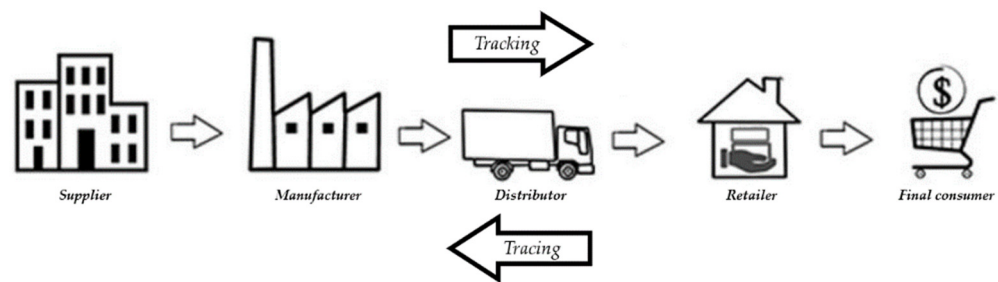 Tracking
$
Supplier
Manufacturer
Distributor
Retailer
Final consumer
Tracing